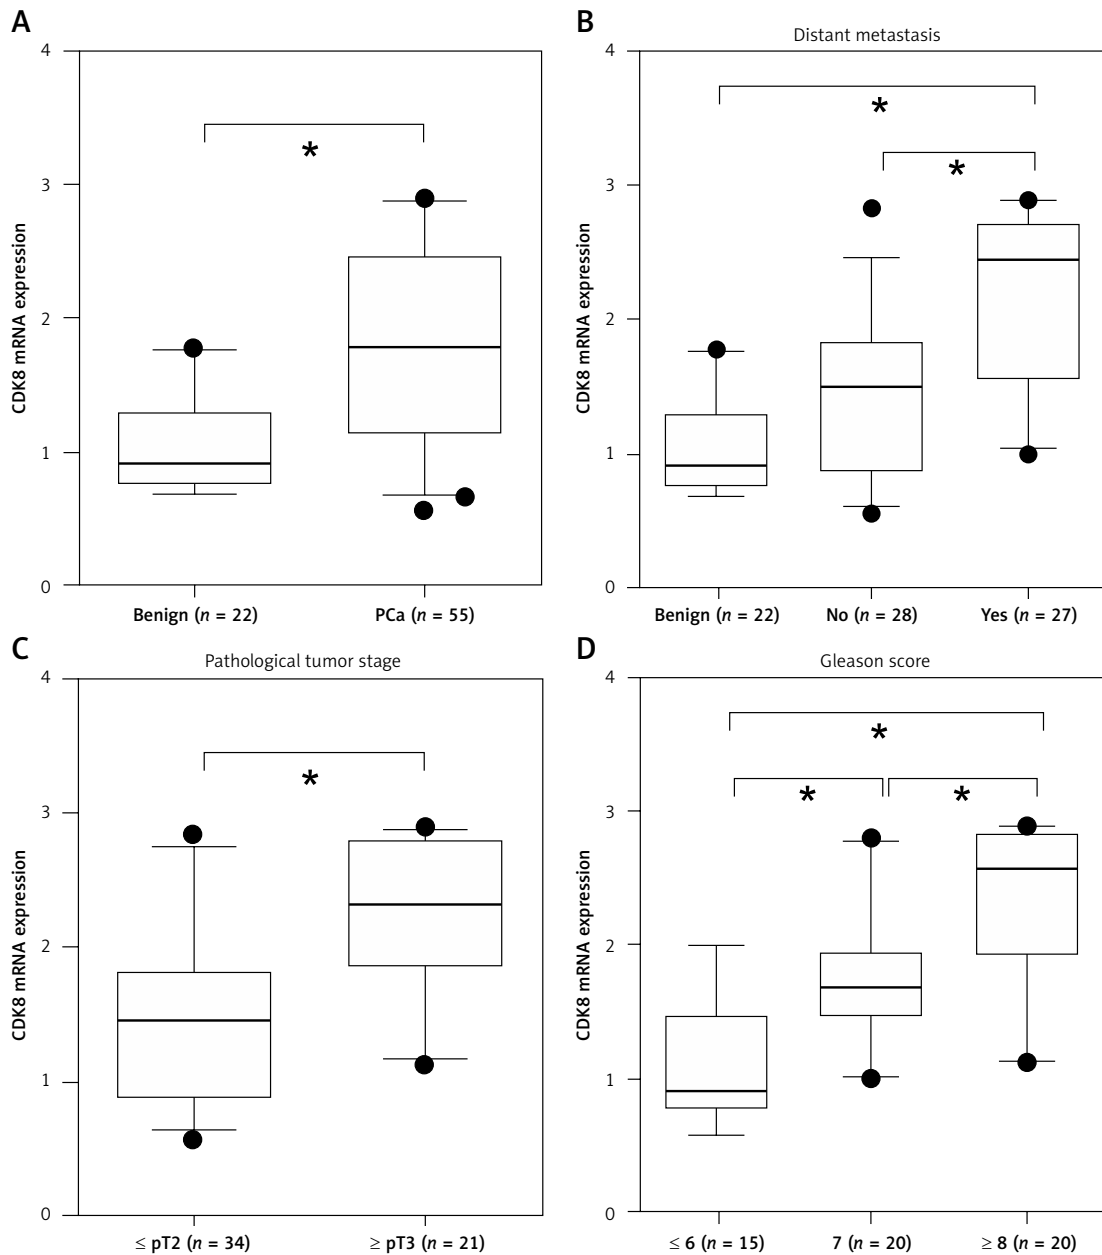 A
CDK8 mRNA expression
4
3
2
1
0
*
Benign (n = 22)
PCa (n = 55)
B
Distant metastasis
CDK8 mRNA expression
4
3
2
1
0
*
*
Benign (n = 22)
No (n = 28)
Yes (n = 27)
C
Pathological tumor stage
CDK8 mRNA expression
4
3
2
1
0
*
≤ pT2 (n = 34)
≥ pT3 (n = 21)
D
Gleason score
CDK8 mRNA expression
4
3
2
1
0
*
*
*
≤ 6 (n = 15)
7 (n = 20)
≥ 8 (n = 20)